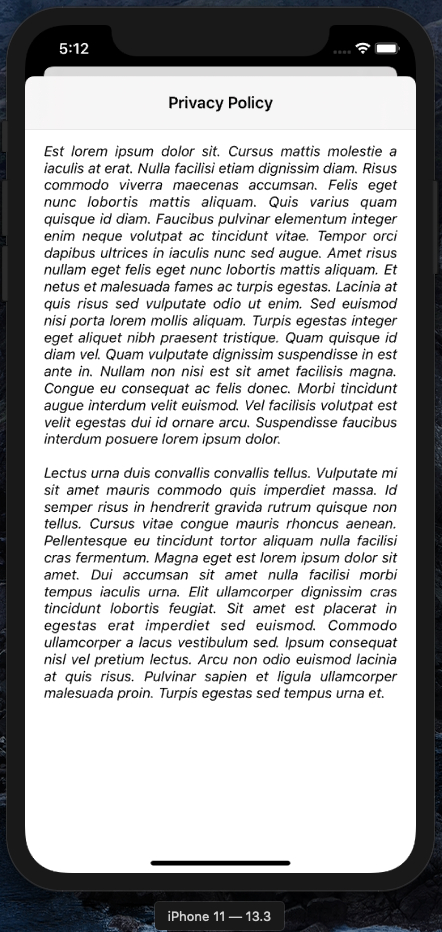 5:12
Privacy Policy
Est lorem ipsum dolor sit. Cursus mattis molestie a
iaculis at erat. Nulla facilisi etiam dignissim diam. Risus
commodo viverra maecenas accumsan. Felis eget
nunc lobortis mattis aliquam. Quis varius quam
quisque id diam. Faucibus pulvinar elementum integer
enim neque volutpat ac tincidunt vitae. Tempor orci
dapibus ultrices in iaculis nunc sed augue. Amet risus
nullam eget felis eget nunc lobortis mattis aliquam. Et
netus et malesuada fames ac turpis egestas. Lacinia at
quis risus sed vulputate odio ut enim. Sed euismod
nisi porta lorem mollis aliquam. Turpis egestas integer
eget aliquet nibh praesent tristique. Quam quisque id
diam vel. Quam vulputate dignissim suspendisse in est
ante in. Nullam non nisi est sit amet facilisis magna.
Congue eu consequat ac felis donec. Morbi tincidunt
augue interdum velit euismod. Vel facilisis volutpat est
velit egestas dui id ornare arcu. Suspendisse faucibus
interdum posuere lorem ipsum dolor.
Lectus urna duis convallis convallis tellus. Vulputate mi
sit amet mauris commodo quis imperdiet massa. Id
semper risus in hendrerit gravida rutrum quisque non
tellus. Cursus vitae congue mauris rhoncus aenean.
Pellentesque eu tincidunt tortor aliquam nulla facilisi
cras fermentum. Magna eget est lorem ipsum dolor sit
amet. Dui accumsan sit amet nulla facilisi morbi
tempus iaculis urna. Elit ullamcorper dignissim cras
tincidunt lobortis feugiat. Sit amet est placerat in
egestas erat imperdiet sed euismod. Commodo
ullamcorper a lacus vestibulum sed. Ipsum consequat
nisl vel pretium lectus. Arcu non odio euismod lacinia
at quis risus. Pulvinar sapien et ligula ullamcorper
malesuada proin. Turpis egestas sed tempus urna et.
iPhone 11 — 13.3